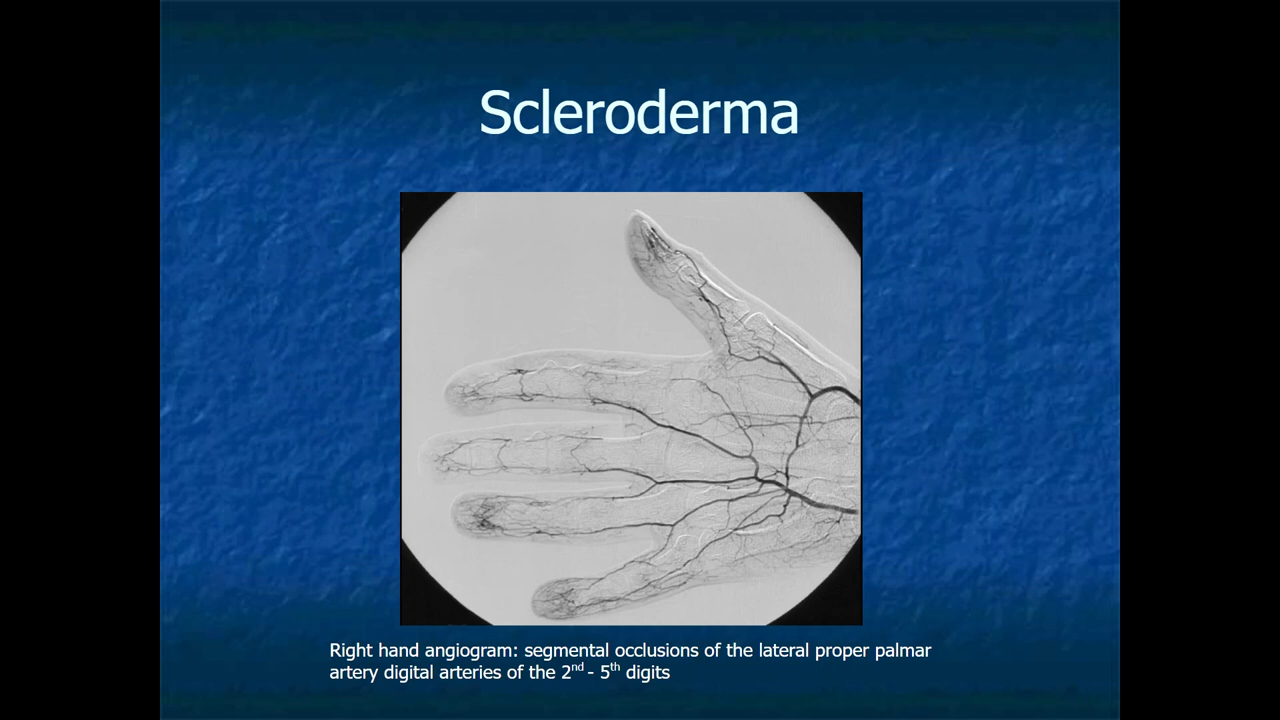 Scleroderma
Right hand angiogram: segmental occlusions of the lateral proper palmar
artery digital arteries of the 2nd - 5th digits